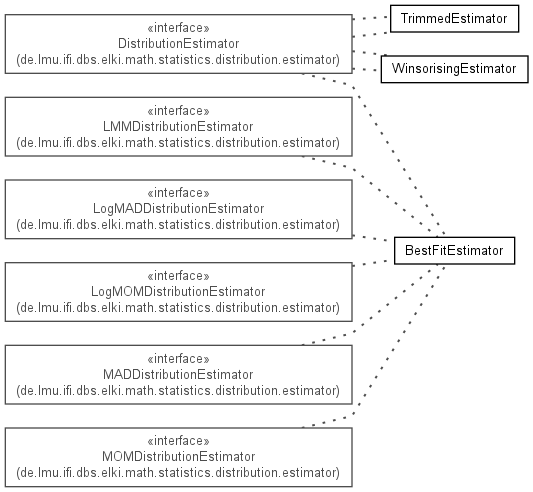 «interface»
DistributionEstimator
(de.lmu.ifi.dbs.elki.math.statistics.distribution.estimator)
TrimmedEstimator
WinsorisingEstimator
«interface»
LMMDistributionEstimator
(de.lmu.ifi.dbs.elki.math.statistics.distribution.estimator)
«interface»
LogMADDistributionEstimator
(de.lmu.ifi.dbs.elki.math.statistics.distribution.estimator)
BestFitEstimator
«interface»
LogMOMDistributionEstimator
(de.lmu.ifi.dbs.elki.math.statistics.distribution.estimator)
«interface»
MADDistributionEstimator
(de.lmu.ifi.dbs.elki.math.statistics.distribution.estimator)
«interface»
MOMDistributionEstimator
(de.lmu.ifi.dbs.elki.math.statistics.distribution.estimator)